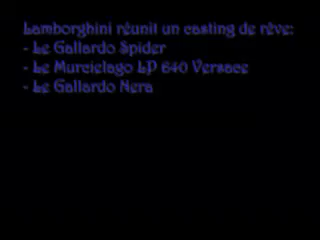 Lamborghini réunit un casting de rêve:
- Le Gallardo Spider
- Le Murcielago LP 640 Versace
- Le Gallardo Nera